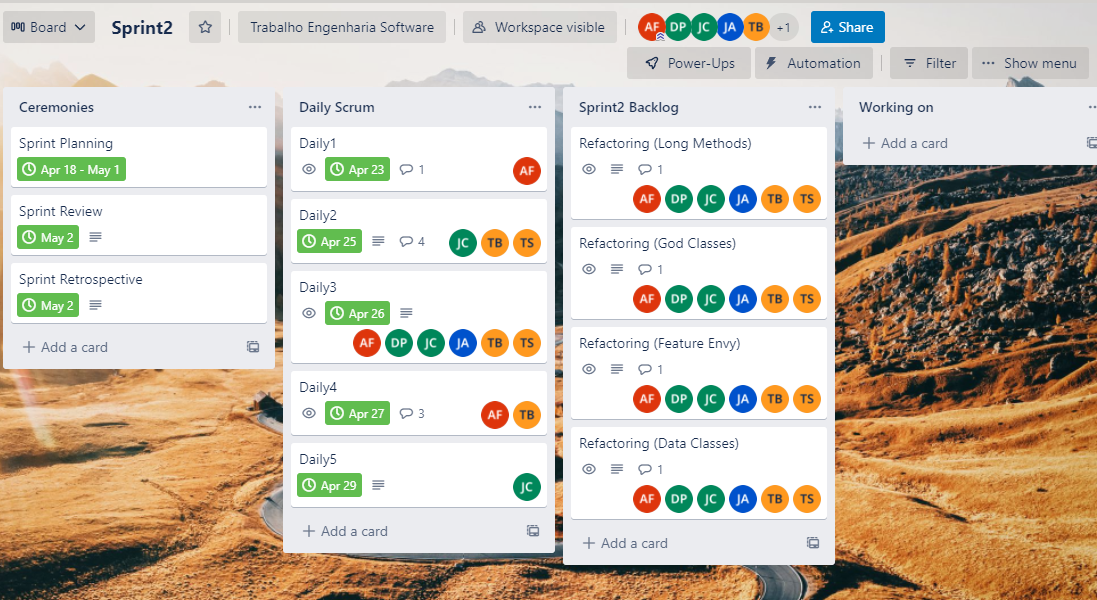 Board
Sprint2
Trabalho Engenharia Software
Workspace visible
AF DP JC JA TB +1
Share
Power-Ups
Automation
Filter
Show menu
Ceremonies
Sprint Planning
Apr 18 - May 1
Sprint Review
May 2
Sprint Retrospective
May 2
Add a card
Daily Scrum
Daily1
Apr 23 1 AF
Daily2
Apr 25 4 JC TB TS
Daily3
Apr 26
AF DP JC JA TB TS
Daily4
Apr 27 3 AF TB
Daily5
Apr 29 JC
Add a card
Sprint2 Backlog
Refactoring (Long Methods)
1
AF DP JC JA TB TS
Refactoring (God Classes)
1
AF DP JC JA TB TS
Refactoring (Feature Envy)
1
AF DP JC JA TB TS
Refactoring (Data Classes)
1
AF DP JC JA TB TS
Add a card
Working on
Add a card